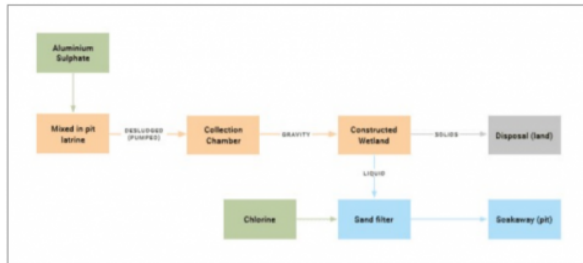 Aluminium
Sulphate
Mixed in pit
latrine
DESLUDGED
(PUMPED)
Collection
Chamber
GRAVITY
Constructed
Wetland
SOLIDS
Disposal (land)
LIQUID
Chlorine
Sand filter
Soakaway (pit)